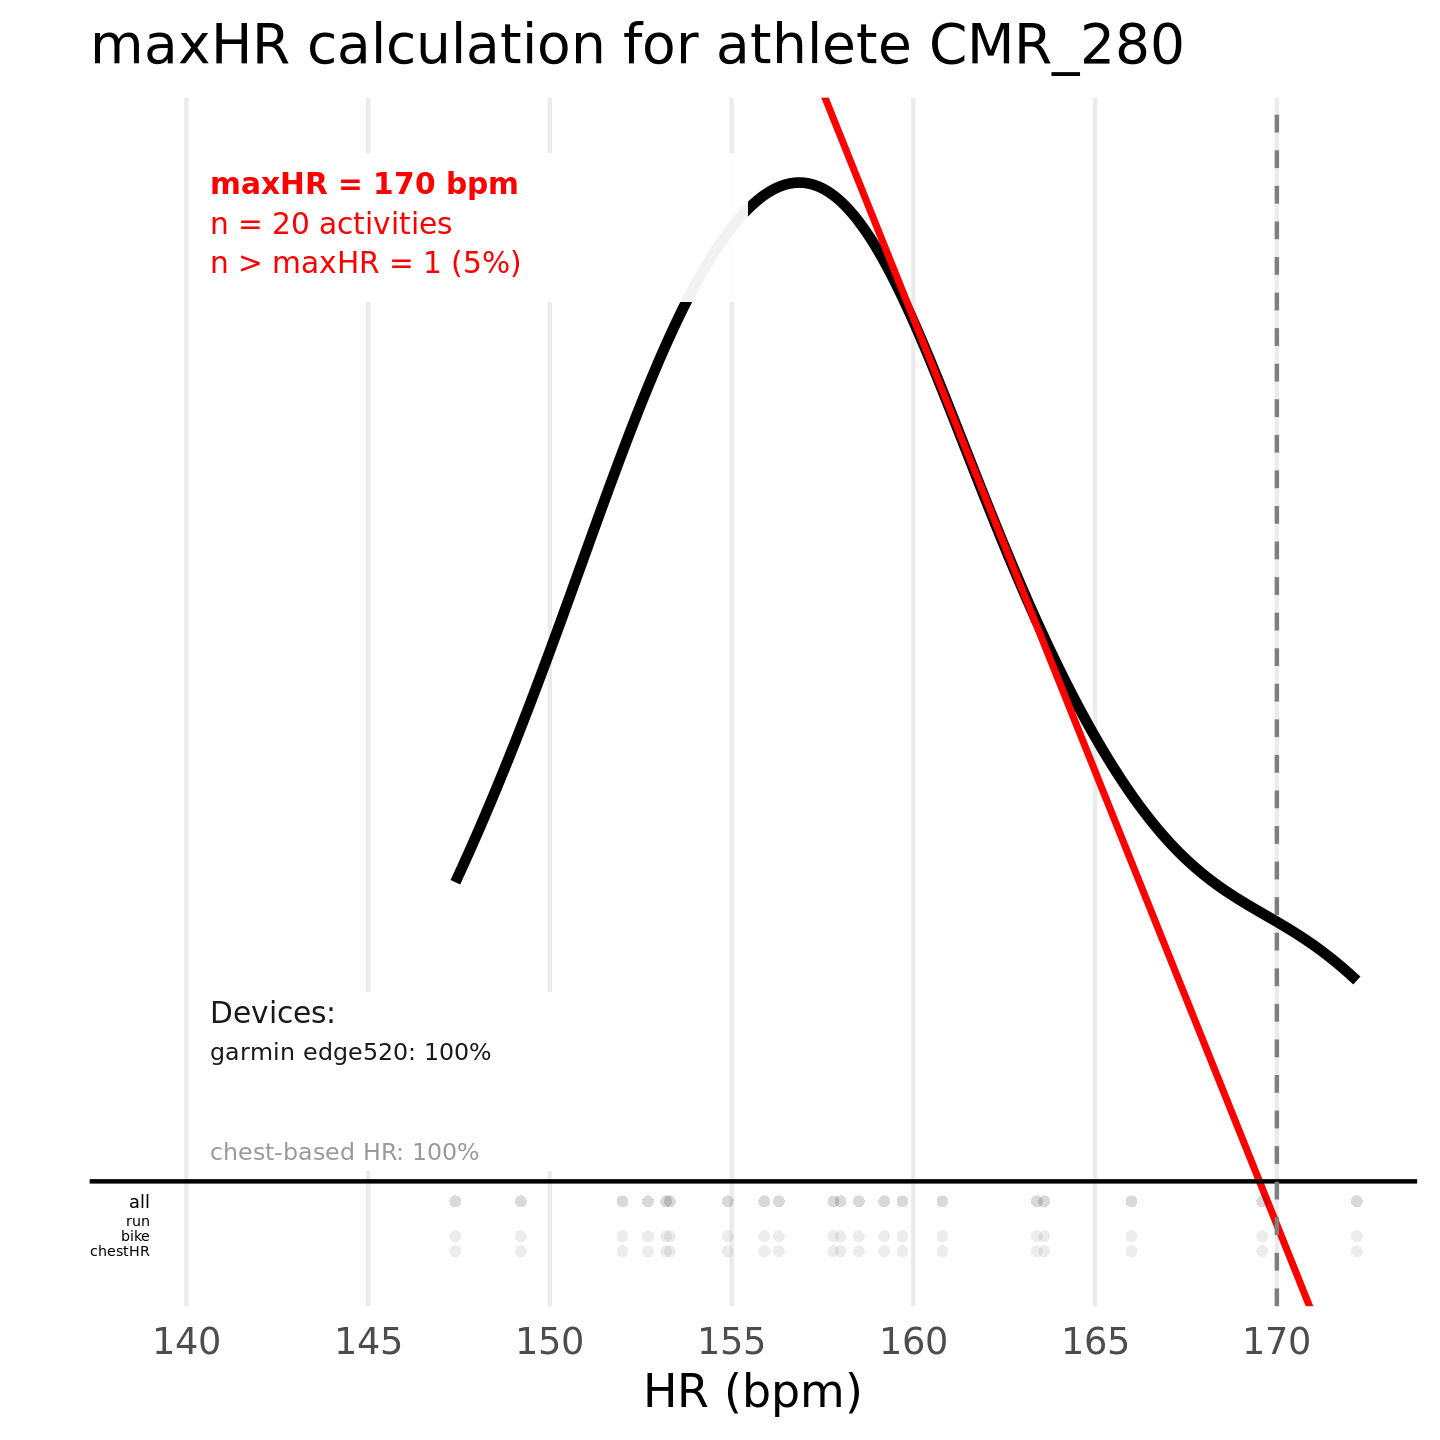 maxHR calculation for athlete CMR_280
maxHR = 170 bpm
n = 20 activities
n > maxHR = 1 (5%)
Devices:
garmin edge520: 100%
chest-based HR: 100%
all
run
bike
chestHR
140 145 150 155 160 165 170
HR (bpm)